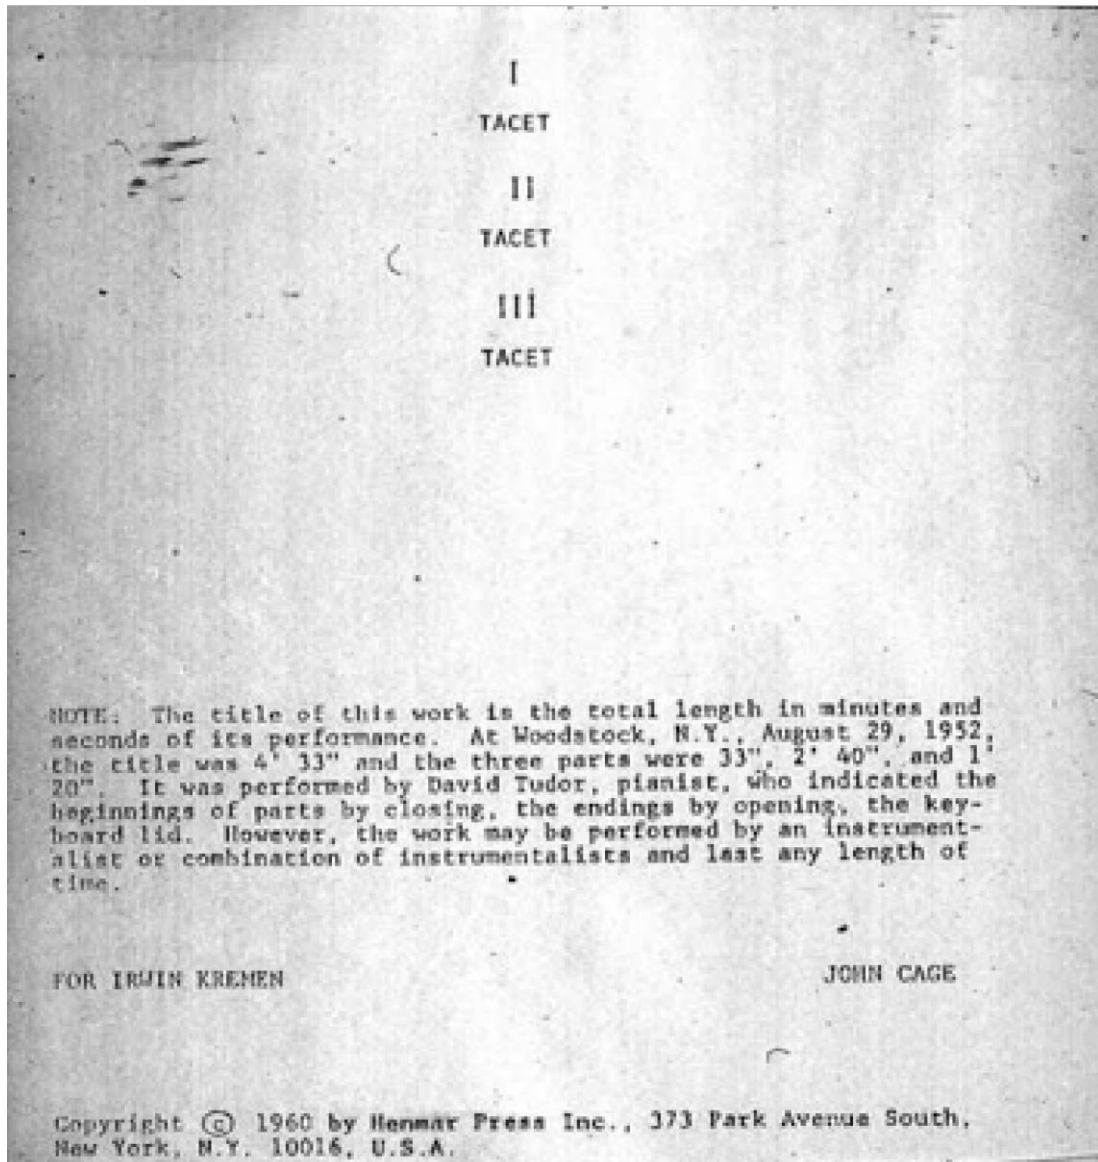 I
TACET
II
TACET
III
TACET
NOTE: The title of this work is the total length in minutes and
seconds of its performance. At Woodstock, N.Y., August 29, 1952,
the title was 4' 33" and the three parts were 33", 2' 40", and 1'
20". It was performed by David Tudor, pianist, who indicated the
beginnings of parts by closing, the endings by opening, the key-
board lid. However, the work may be performed by an instrument-
alist or combination of instrumentalists and last any length of
time.
FOR IRWIN KREMEN JOHN CAGE
Copyright © 1960 by Henmar Press Inc., 373 Park Avenue South,
New York, N.Y. 10016, U.S.A.